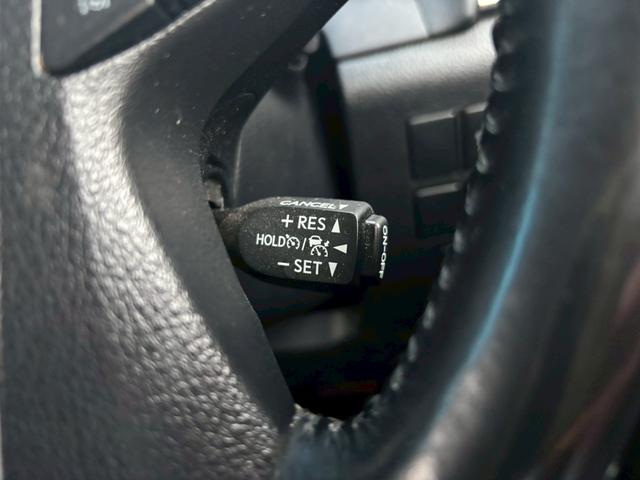 CANCEL
+ RES ▲
HOLD / ◄
− SET ▼
ON-OFF